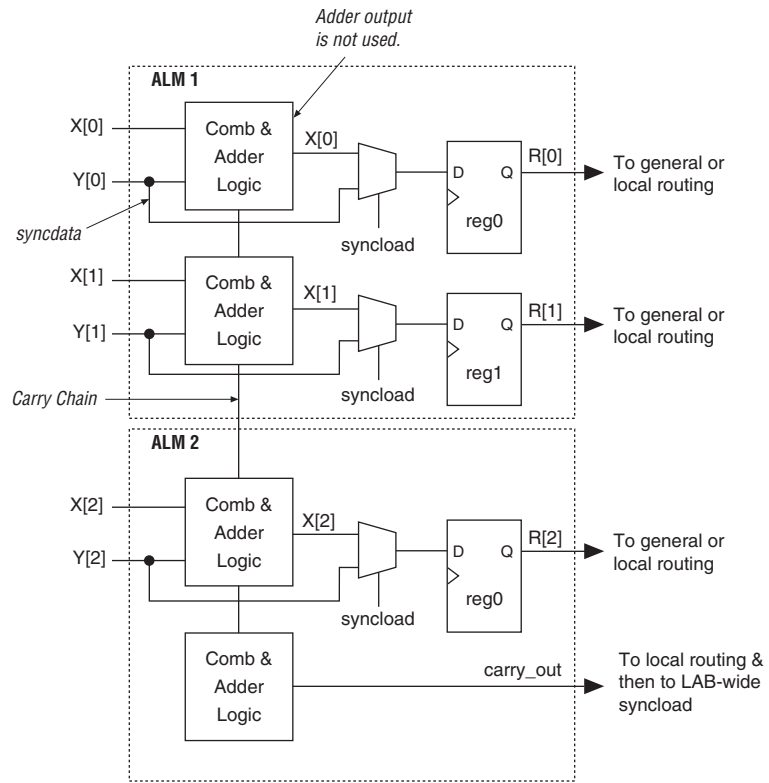 Adder output
is not used.
ALM 1
X[0]
Comb &
Adder
Logic
X[0]
Y[0]
D
Q
R[0]
To general or
local routing
reg0
syncdata
syncload
X[1]
Comb &
Adder
Logic
X[1]
Y[1]
D
Q
R[1]
To general or
local routing
reg1
syncload
Carry Chain
ALM 2
X[2]
Comb &
Adder
Logic
X[2]
Y[2]
D
Q
R[2]
To general or
local routing
reg0
syncload
Comb &
Adder
Logic
carry_out
To local routing &
then to LAB-wide
syncload